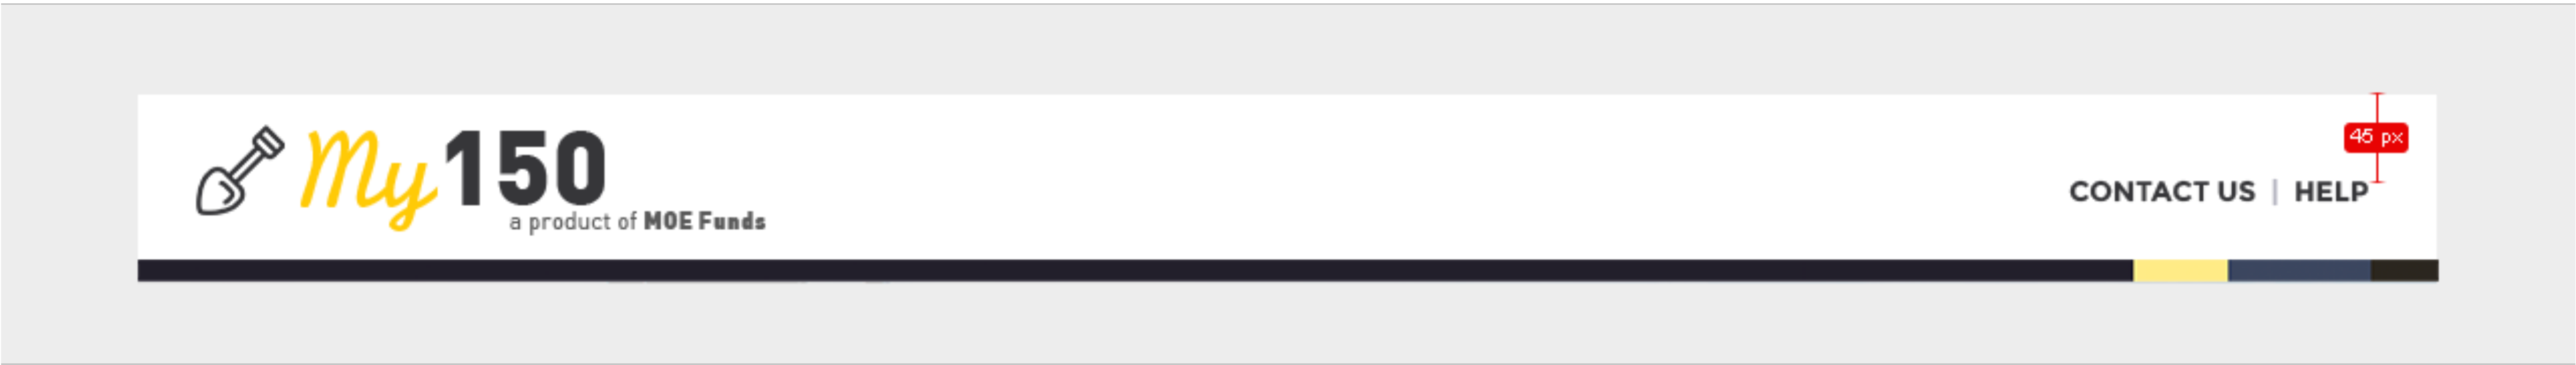 My150
a product of MOE Funds
45 px
CONTACT US | HELP